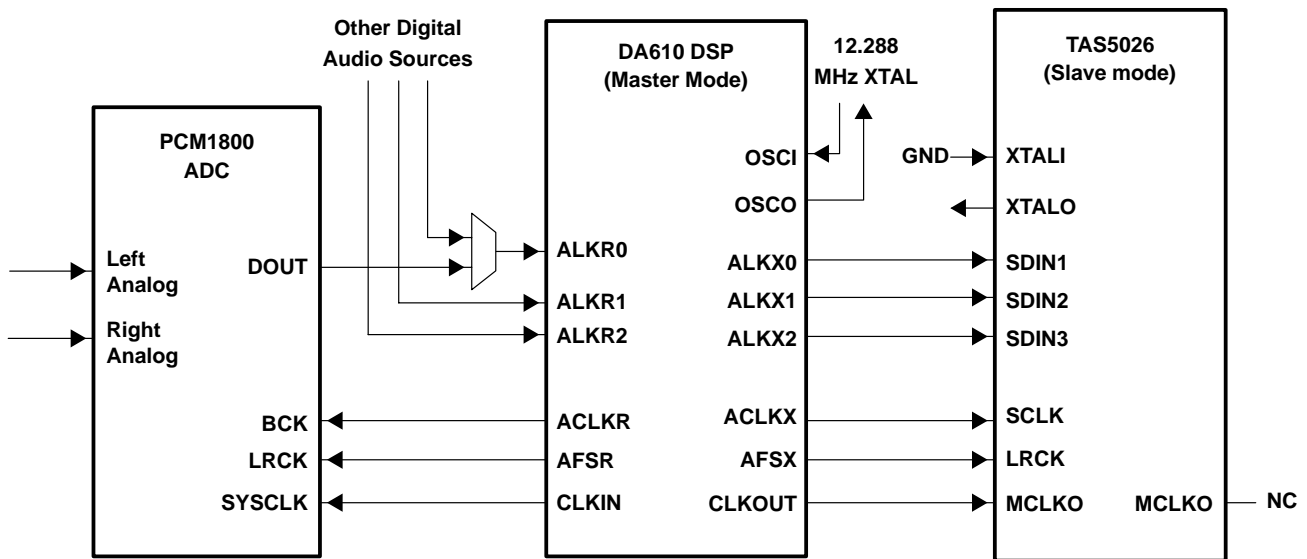 Other Digital
Audio Sources
PCM1800
ADC
Left
Analog
Right
Analog
DOUT
BCK
LRCK
SYSCLK
DA610 DSP
(Master Mode)
ALKR0
ALKR1
ALKR2
ACLKR
AFSR
CLKIN
OSCI
OSCO
ALKX0
ALKX1
ALKX2
ACLKX
AFSX
CLKOUT
12.288
MHz XTAL
GND
TAS5026
(Slave mode)
XTALI
XTALO
SDIN1
SDIN2
SDIN3
SCLK
LRCK
MCLKO
MCLKO
NC